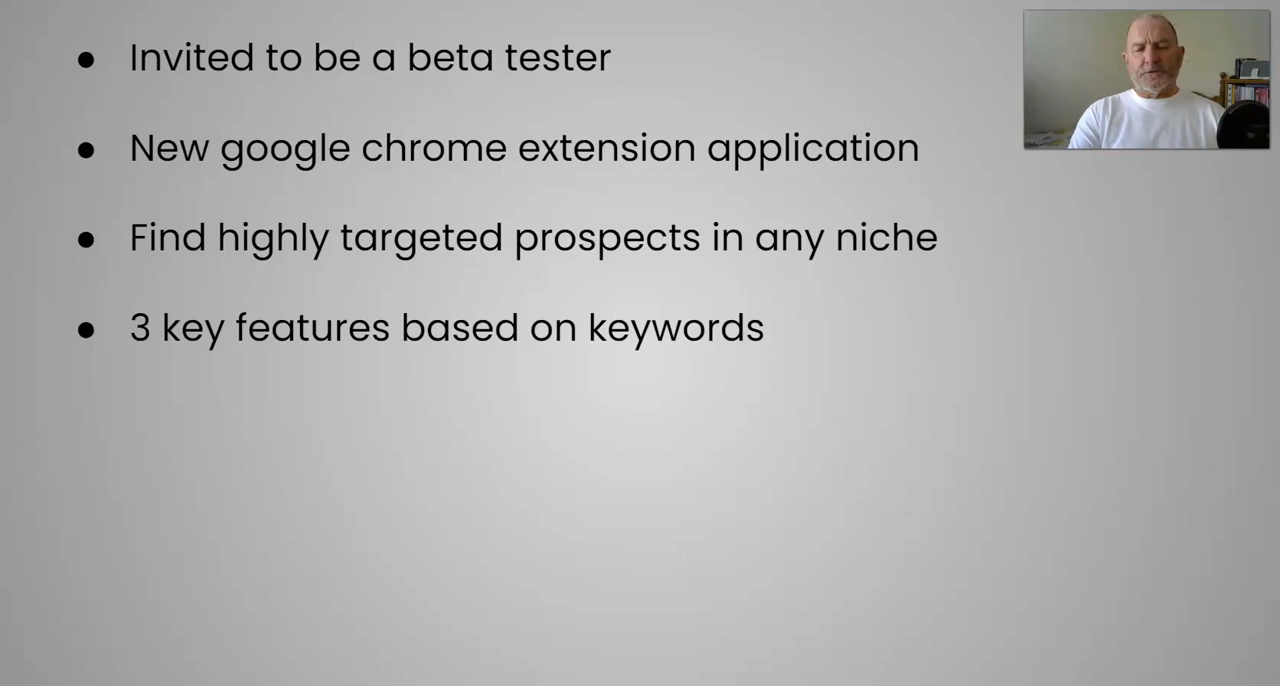 ● Invited to be a beta tester
● New google chrome extension application
● Find highly targeted prospects in any niche
● 3 key features based on keywords